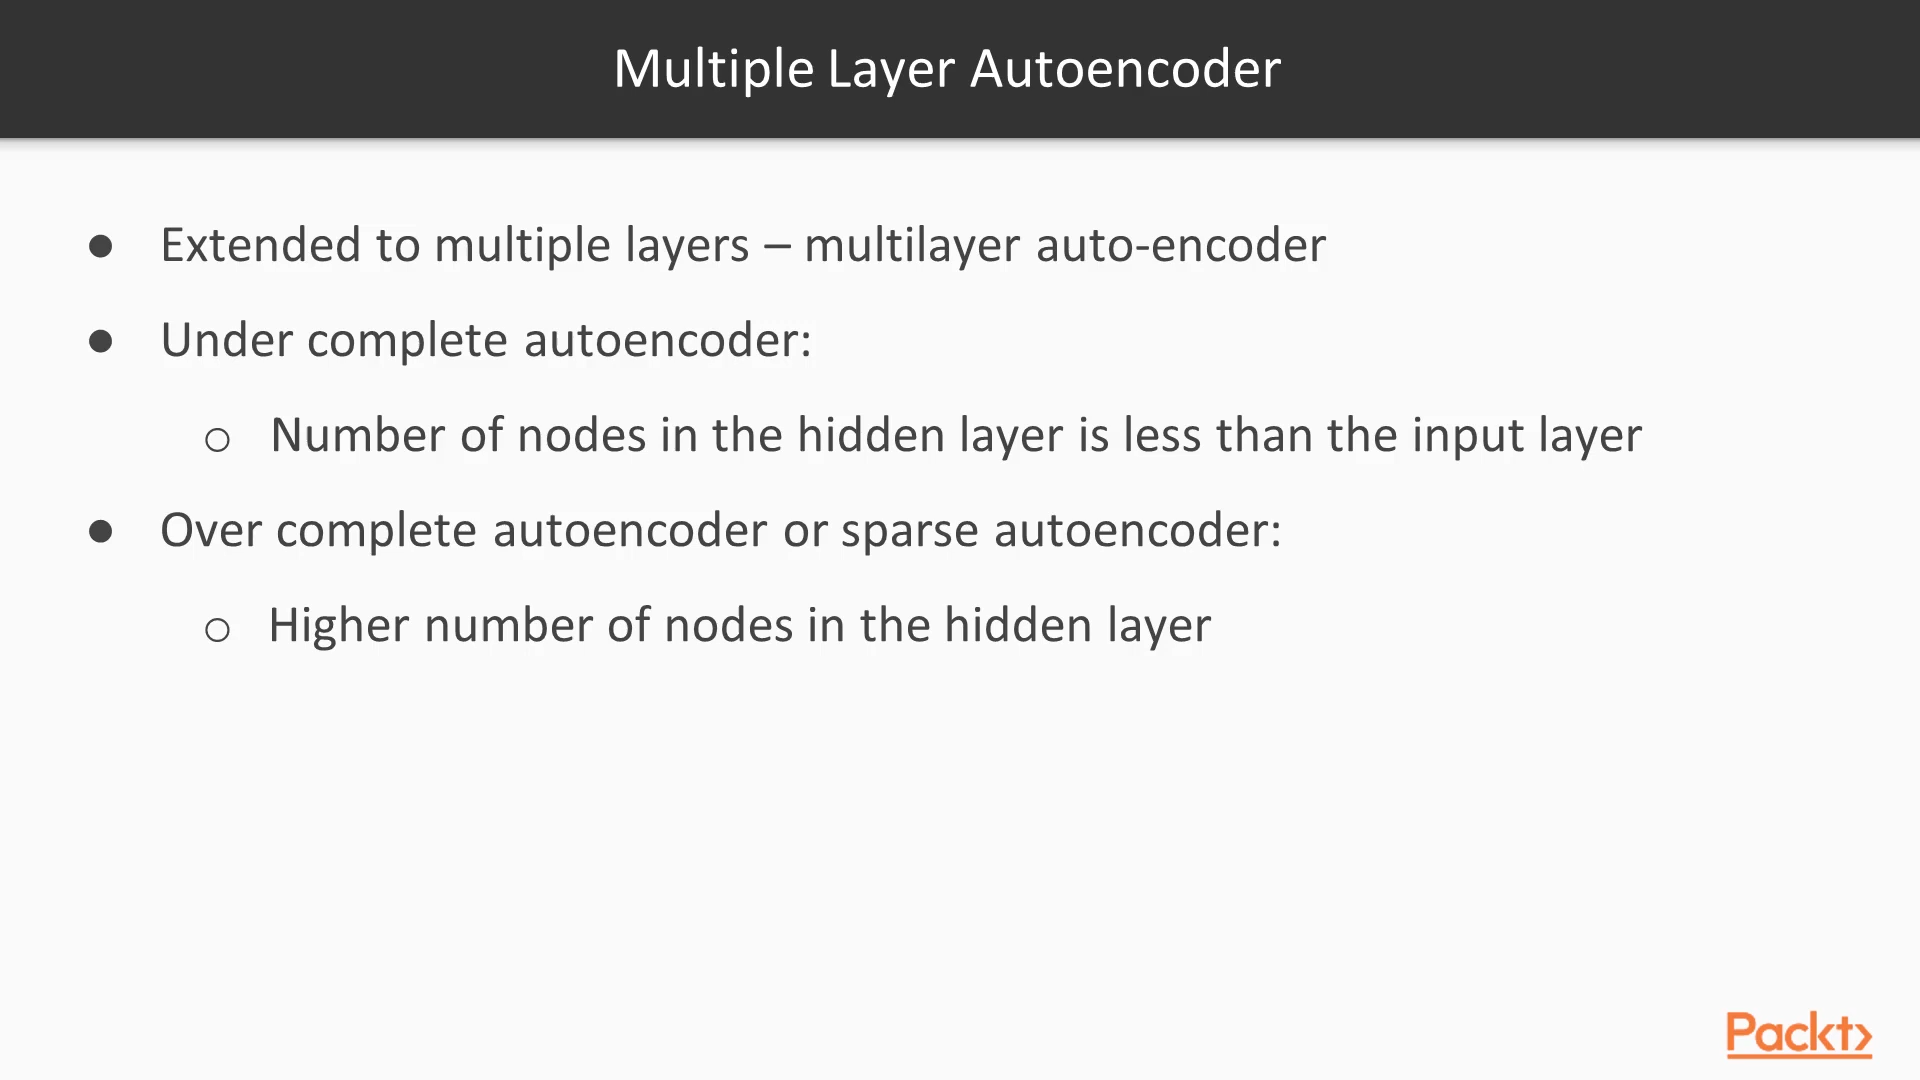 Multiple Layer Autoencoder
● Extended to multiple layers – multilayer auto-encoder
● Under complete autoencoder:
○ Number of nodes in the hidden layer is less than the input layer
● Over complete autoencoder or sparse autoencoder:
○ Higher number of nodes in the hidden layer
Packt>